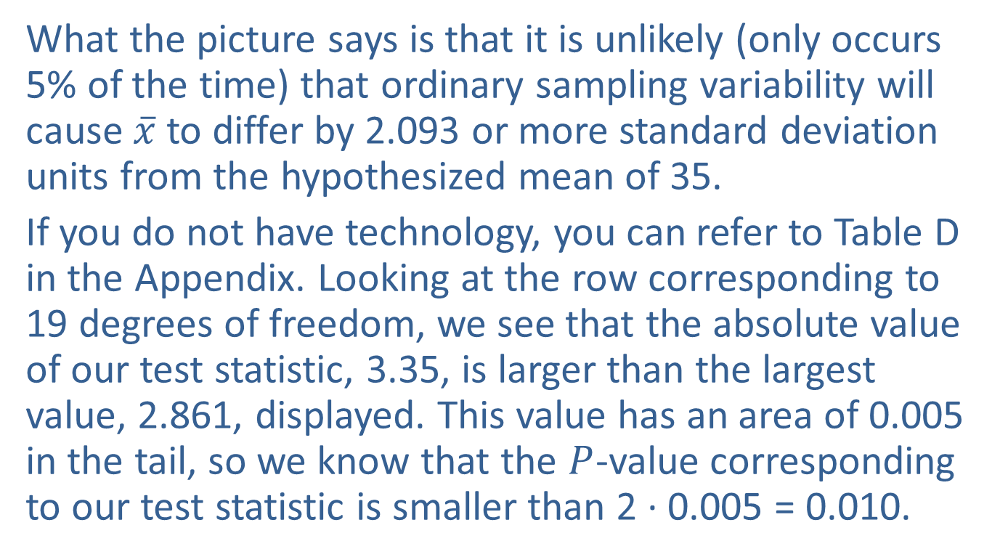 What the picture says is that it is unlikely (only occurs
5% of the time) that ordinary sampling variability will
cause x̄ to differ by 2.093 or more standard deviation
units from the hypothesized mean of 35.
If you do not have technology, you can refer to Table D
in the Appendix. Looking at the row corresponding to
19 degrees of freedom, we see that the absolute value
of our test statistic, 3.35, is larger than the largest
value, 2.861, displayed. This value has an area of 0.005
in the tail, so we know that the P-value corresponding
to our test statistic is smaller than 2 · 0.005 = 0.010.